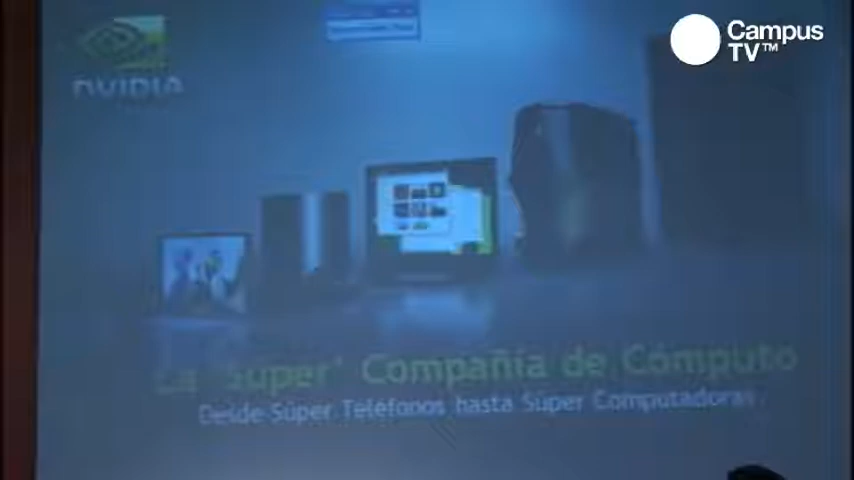 NVIDIA
Campus
TV™
La 'Súper' Compañía de Cómputo
Desde Súper Teléfonos hasta Súper Computadoras.